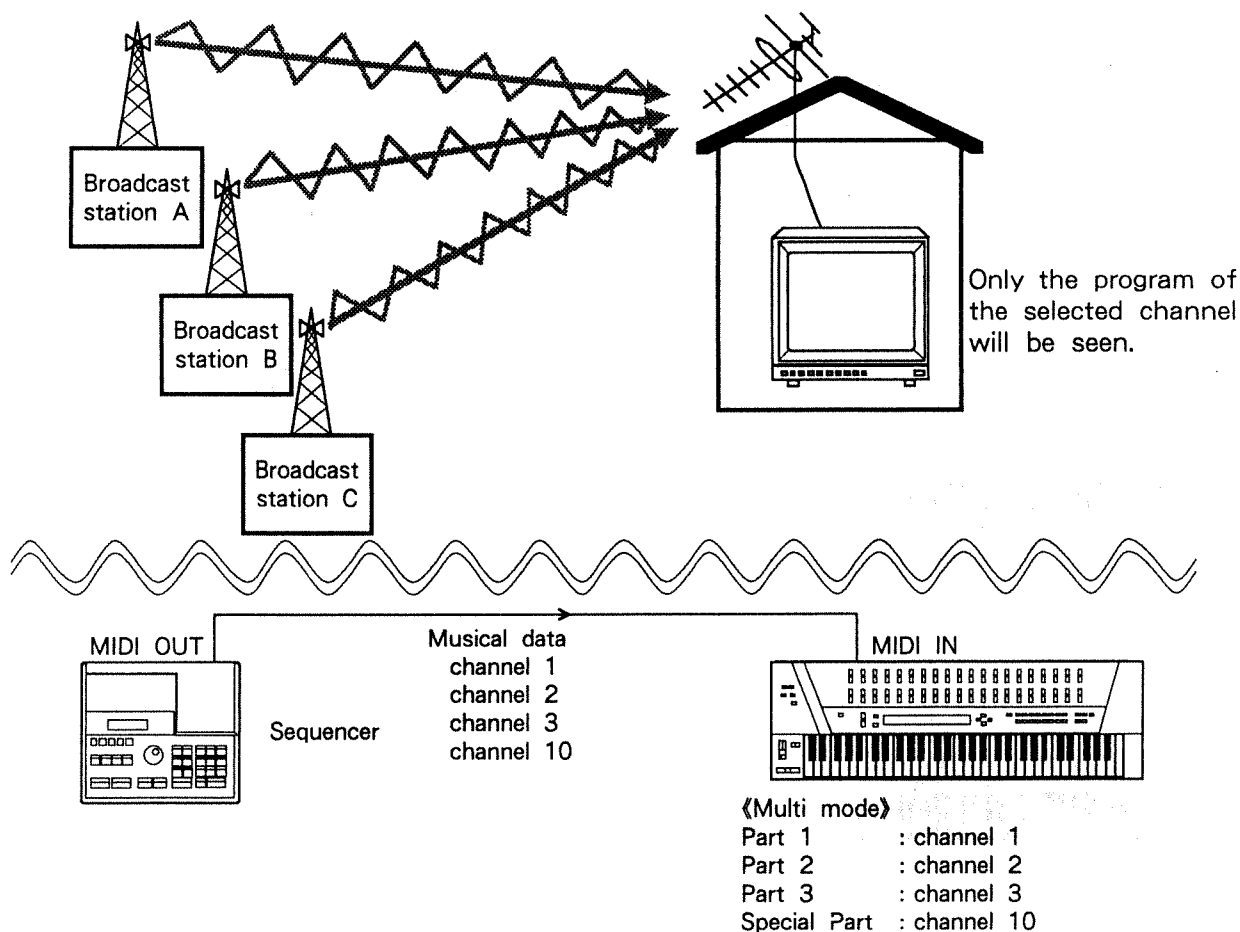 Broadcast
station A
Broadcast
station B
Broadcast
station C
Only the program of
the selected channel
will be seen.
MIDI OUT
Sequencer
Musical data
channel 1
channel 2
channel 3
channel 10
MIDI IN
《Multi mode》
Part 1 : channel 1
Part 2 : channel 2
Part 3 : channel 3
Special Part : channel 10